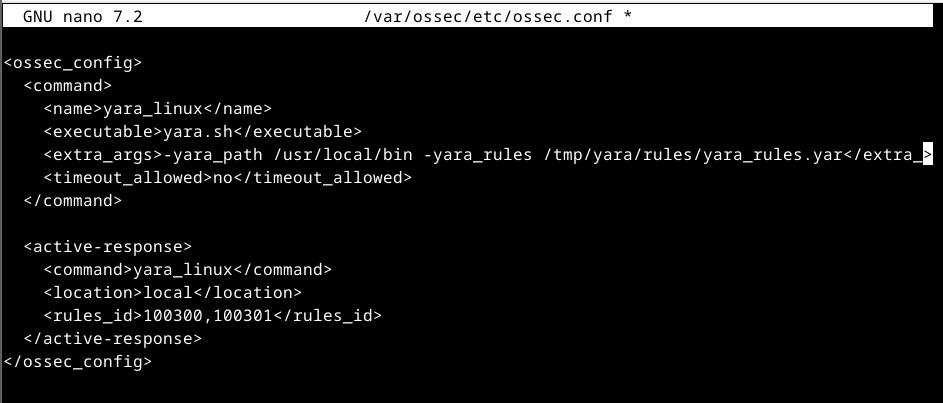 GNU nano 7.2 /var/ossec/etc/ossec.conf *
<ossec_config>
<command>
<name>yara_linux</name>
<executable>yara.sh</executable>
<extra_args>-yara_path /usr/local/bin -yara_rules /tmp/yara/rules/yara_rules.yar</extra_>
<timeout_allowed>no</timeout_allowed>
</command>
<active-response>
<command>yara_linux</command>
<location>local</location>
<rules_id>100300,100301</rules_id>
</active-response>
</ossec_config>